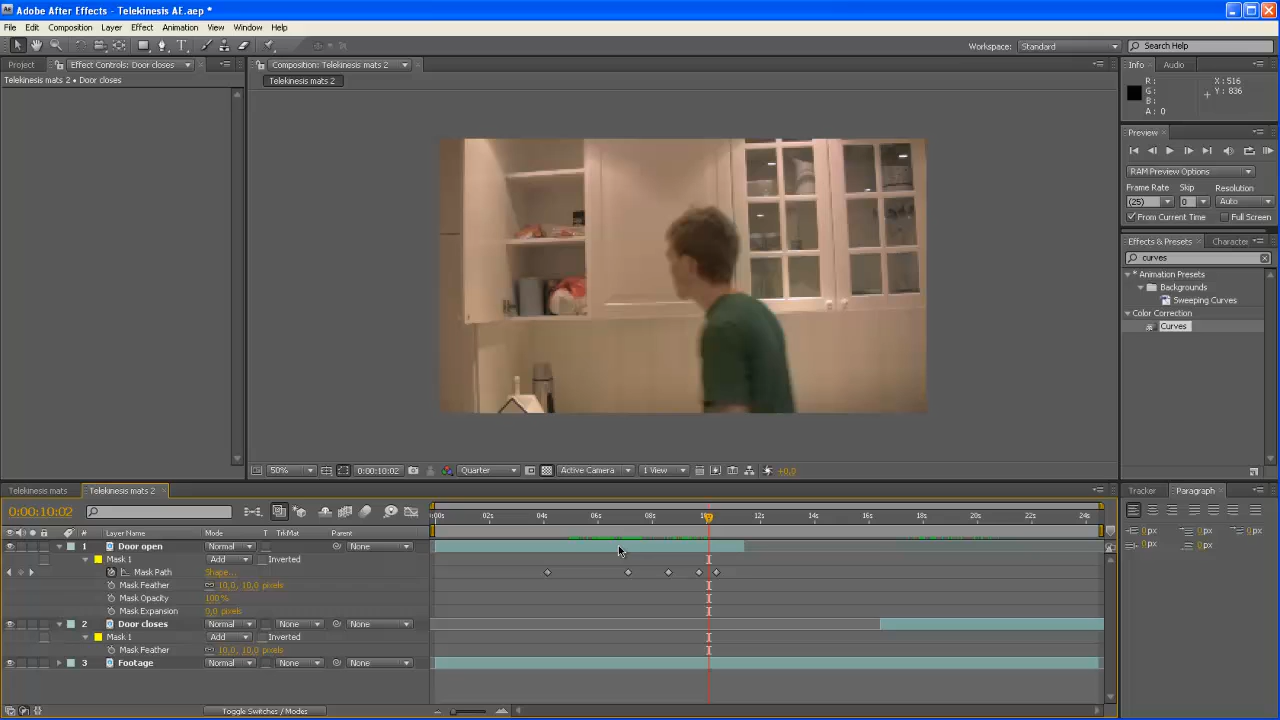 Adobe After Effects - Telekinesis AE.aep *
File Edit Composition Layer Effect Animation View Window Help
Workspace: Standard Search Help
Project Effect Controls: Door closes Composition: Telekinesis mats 2 Info Audio
Telekinesis mats 2 • Door closes Telekinesis mats 2
R: X: 516
G: Y: 836
B:
A: 0
Preview
RAM Preview Options
Frame Rate Skip Resolution
(25) 0 Auto
From Current Time Full Screen
Effects & Presets Character
curves
* Animation Presets
Backgrounds
Sweeping Curves
Color Correction
Curves
50% 0:00:10:02 Quarter Active Camera 1 View +0,0
Telekinesis mats Telekinesis mats 2 Tracker Paragraph
0:00:10:02 :00s 02s 04s 06s 08s 12s 14s 16s 18s 20s 22s 24s
# Layer Name Mode T TrkMat Parent
1 Door open Normal None
Mask 1 Add Inverted
Mask Path Shape...
Mask Feather 10,0, 10,0 pixels
Mask Opacity 100 %
Mask Expansion 0,0 pixels
2 Door closes Normal None None
Mask 1 Add Inverted
Mask Feather 10,0, 10,0 pixels
3 Footage Normal None None
0 px 0 px 0 px
0 px 0 px
Toggle Switches / Modes